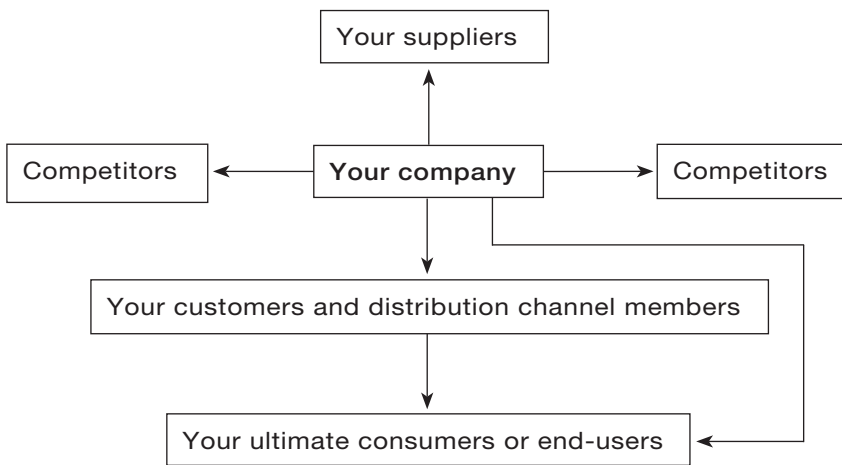 Your suppliers
Competitors
Your company
Competitors
Your customers and distribution channel members
Your ultimate consumers or end-users